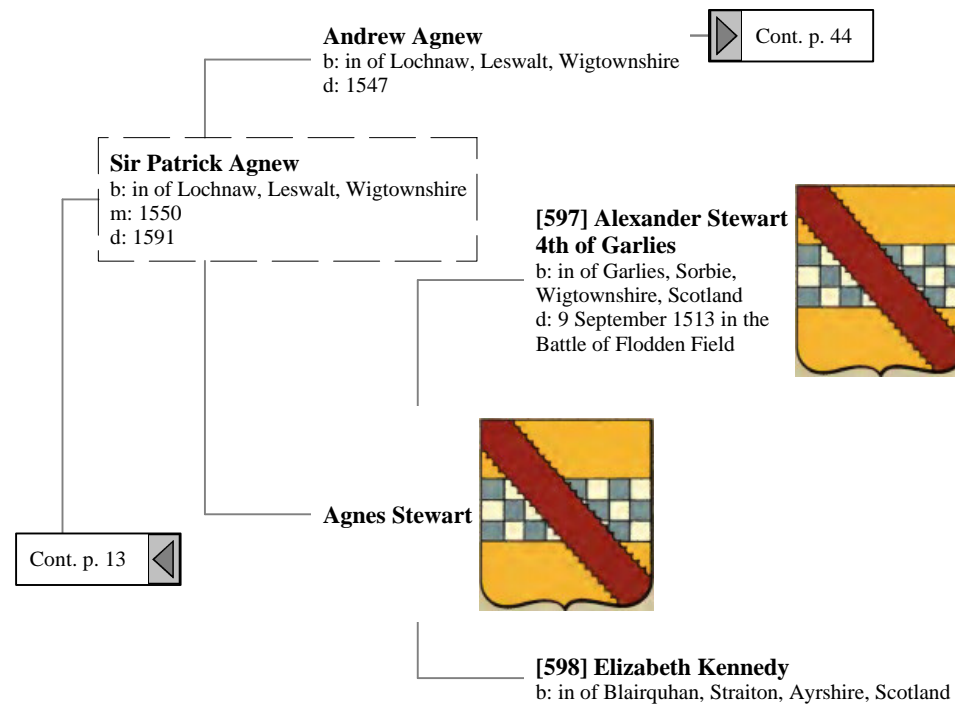 Andrew Agnew
b: in of Lochnaw, Leswalt, Wigtownshire
d: 1547
Cont. p. 44
Sir Patrick Agnew
b: in of Lochnaw, Leswalt, Wigtownshire
m: 1550
d: 1591
[597] Alexander Stewart
4th of Garlies
b: in of Garlies, Sorbie,
Wigtownshire, Scotland
d: 9 September 1513 in the
Battle of Flodden Field
Agnes Stewart
Cont. p. 13
[598] Elizabeth Kennedy
b: in of Blairquhan, Straiton, Ayrshire, Scotland